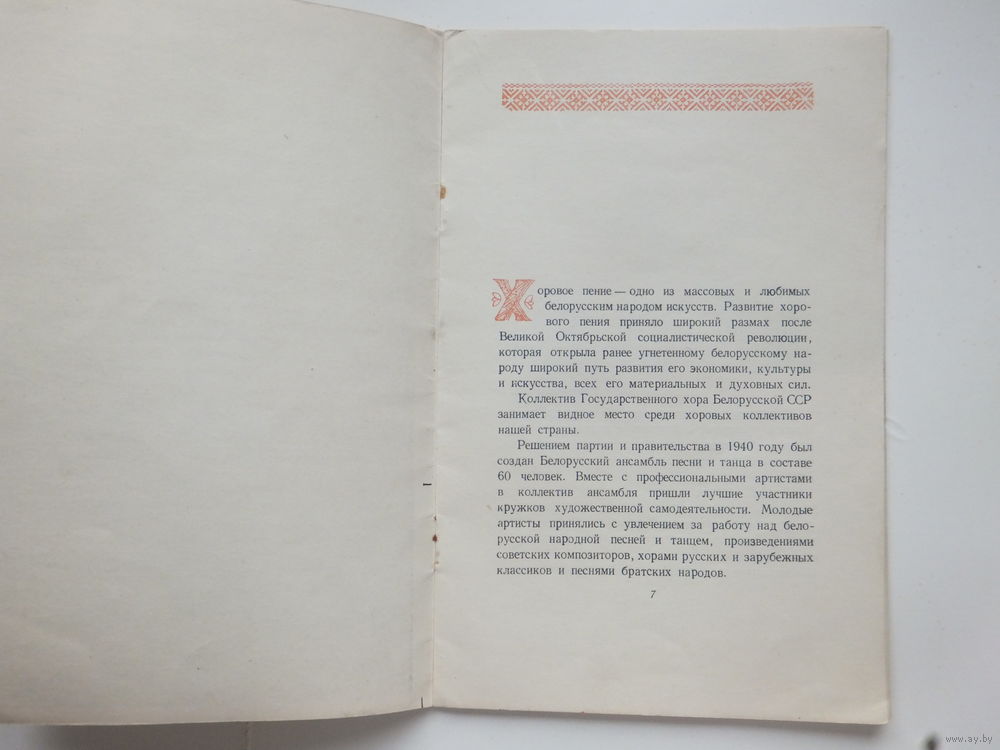 Хоровое пение — одно из массовых и любимых
белорусским народом искусств. Развитие хоро-
вого пения приняло широкий размах после
Великой Октябрьской социалистической революции,
которая открыла ранее угнетенному белорусскому на-
роду широкий путь развития его экономики, культуры
и искусства, всех его материальных и духовных сил.
Коллектив Государственного хора Белорусской ССР
занимает видное место среди хоровых коллективов
нашей страны.
Решением партии и правительства в 1940 году был
создан Белорусский ансамбль песни и танца в составе
60 человек. Вместе с профессиональными артистами
в коллектив ансамбля пришли лучшие участники
кружков художественной самодеятельности. Молодые
артисты принялись с увлечением за работу над бело-
русской народной песней и танцем, произведениями
советских композиторов, хорами русских и зарубежных
классиков и песнями братских народов.
7
www.ay.by